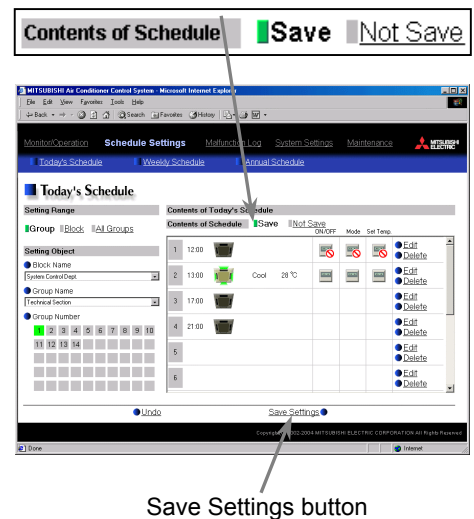 Contents of Schedule Save Not Save
MITSUBISHI Air Conditioner Control System - Microsoft Internet Explorer
File Edit View Favorites Tools Help
Back Search Favorites History
Monitor/Operation Schedule Settings Malfunction Log System Settings Maintenance MITSUBISHI ELECTRIC
Today's Schedule Weekly Schedule Annual Schedule
Today's Schedule
Setting Range
Group Block All Groups
Setting Object
Block Name
System Control Dept.
Group Name
Technical Section
Group Number
1 2 3 4 5 6 7 8 9 10
11 12 13 14
Contents of Today's Schedule
Contents of Schedule Save Not Save
ON/OFF Mode Set Temp.
1 12:00 Edit
Delete
2 13:00 Cool 28°C Edit
Delete
3 17:00 Edit
Delete
4 21:00 Edit
Delete
5 Edit
Delete
6 Edit
Delete
Undo Save Settings
Copyright © 2002-2004 MITSUBISHI ELECTRIC CORPORATION All Rights Reserved
Done Internet
Save Settings button